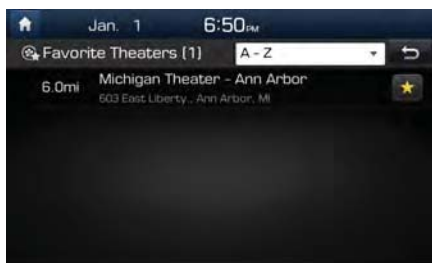 Jan. 1 6:50PM
Favorite Theaters (1) A - Z
6.0mi Michigan Theater - Ann Arbor
603 East Liberty., Ann Arbor, MI